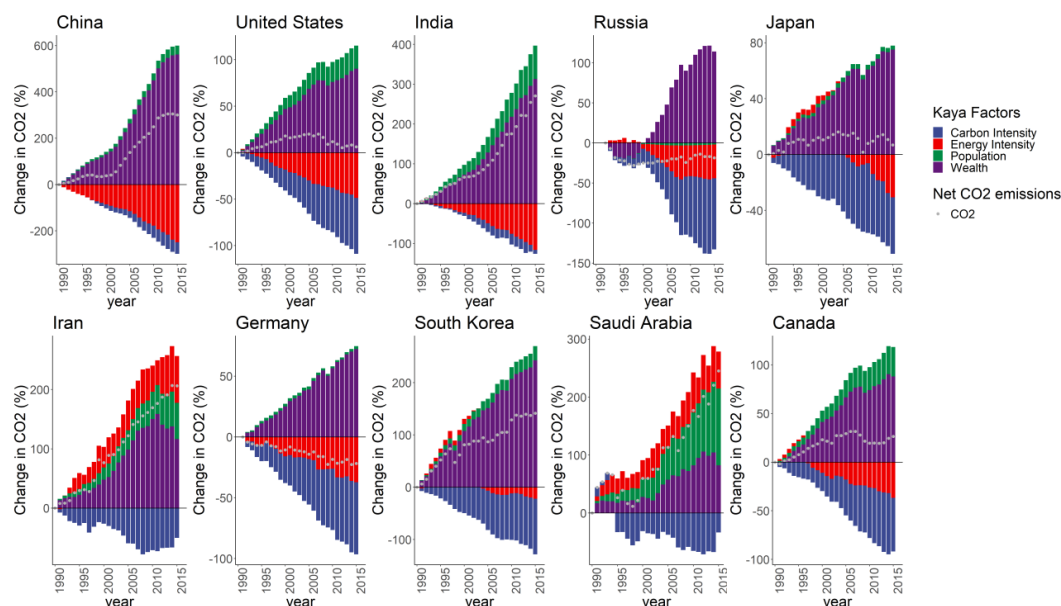 China
Change in CO2 (%)
600
400
200
0
-200
1990
1995
2000
2005
2010
2015
year
United States
Change in CO2 (%)
100
50
0
-50
-100
1990
1995
2000
2005
2010
2015
year
India
Change in CO2 (%)
400
300
200
100
0
-100
1990
1995
2000
2005
2010
2015
year
Russia
Change in CO2 (%)
100
50
0
-50
-100
-150
1990
1995
2000
2005
2010
2015
year
Japan
Change in CO2 (%)
80
40
0
-40
1990
1995
2000
2005
2010
2015
year
Kaya Factors
Carbon Intensity
Energy Intensity
Population
Wealth
Net CO2 emissions
CO2
Iran
Change in CO2 (%)
200
100
0
1990
1995
2000
2005
2010
2015
year
Germany
Change in CO2 (%)
50
0
-50
-100
1990
1995
2000
2005
2010
2015
year
South Korea
Change in CO2 (%)
200
100
0
-100
1990
1995
2000
2005
2010
2015
year
Saudi Arabia
Change in CO2 (%)
300
200
100
0
1990
1995
2000
2005
2010
2015
year
Canada
Change in CO2 (%)
100
50
0
-50
-100
1990
1995
2000
2005
2010
2015
year